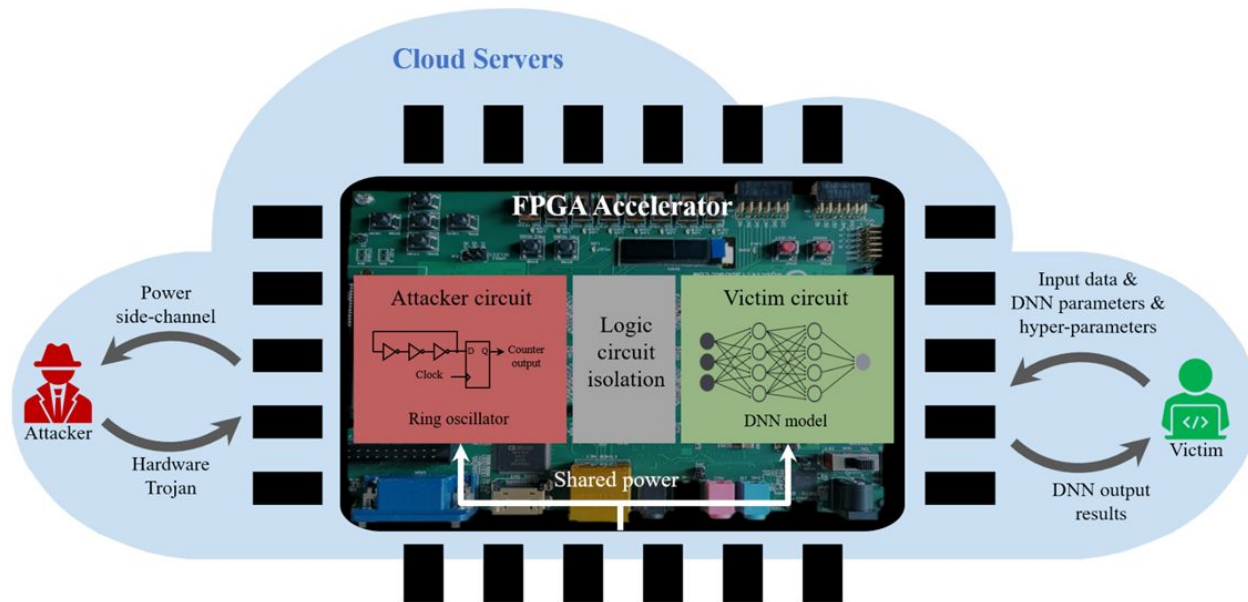 Cloud Servers
FPGA Accelerator
Attacker circuit
D
Q
Counter
output
Clock
Ring oscillator
Logic
circuit
isolation
Victim circuit
DNN model
Shared power
Power
side-channel
Attacker
Hardware
Trojan
Input data &
DNN parameters &
hyper-parameters
</>
Victim
DNN output
results